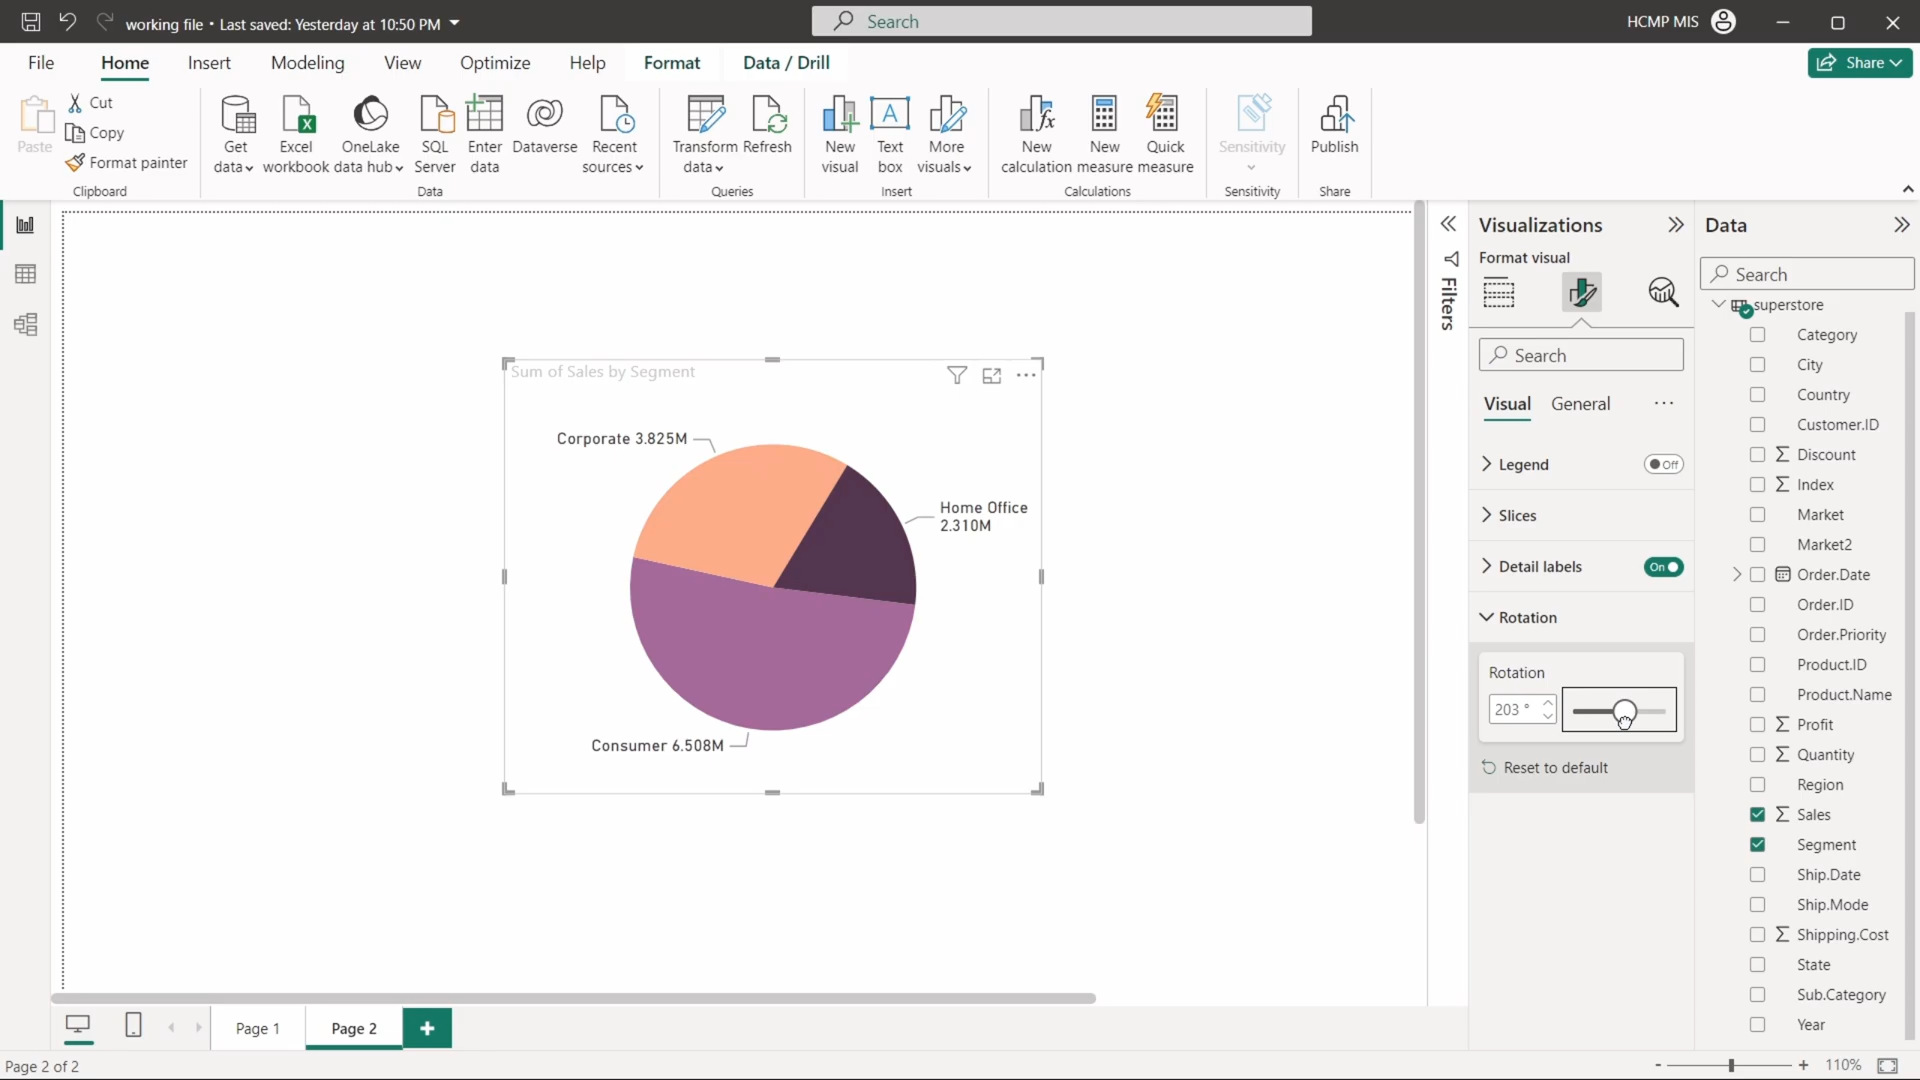 working file • Last saved: Yesterday at 10:50 PM
Search
HCMP MIS
File
Home
Insert
Modeling
View
Optimize
Help
Format
Data / Drill
Share
Paste
Cut
Copy
Format painter
Clipboard
Get data
Excel workbook
OneLake data hub
SQL Server
Enter data
Dataverse
Recent sources
Data
Transform data
Refresh
Queries
New visual
A
Text box
More visuals
Insert
fx
New calculation
New measure
Quick measure
Calculations
Sensitivity
Sensitivity
Publish
Share
Sum of Sales by Segment
Corporate 3.825M
Home Office
2.310M
Consumer 6.508M
Filters
Visualizations
Format visual
Search
Visual
General
Legend
Off
Slices
Detail labels
On
Rotation
Rotation
203 °
Reset to default
Data
Search
superstore
Category
City
Country
Customer.ID
∑ Discount
∑ Index
Market
Market2
Order.Date
Order.ID
Order.Priority
Product.ID
Product.Name
∑ Profit
∑ Quantity
Region
∑ Sales
Segment
Ship.Date
Ship.Mode
∑ Shipping.Cost
State
Sub.Category
Year
Page 1
Page 2
+
Page 2 of 2
- + 110%